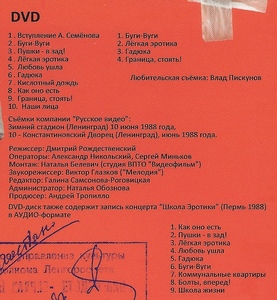 DVD
1. Вступление А. Семёнова
2. Буги-Вуги
3. Пушки - в зад!
4. Лёгкая эротика
5. Любовь ушла
6. Гадюка
7. Кислотный дождь
8. Как оно есть
9. Граница, стоять!
10. Наши лица
1. Буги-Вуги
2. Лёгкая эротика
3. Гадюка
4. Граница, стоять!
Любительская съёмка: Влад Пискунов
Съёмки компании "Русское видео":
Зимний стадион (Ленинград) 10 июня 1988 года,
10 - Константиновский Дворец (Ленинград), июнь 1988 года.
Режиссер: Дмитрий Рождественский
Операторы: Александр Никольский, Сергей Миньков
Монтаж: Наталья Белевич (студия ВПТО "Видеофильм")
Звукорежиссер: Виктор Глазков ("Мелодия")
Редактор: Галина Самсонова-Роговицкая
Администратор: Наталья Обознова
Продюсер: Андрей Тропилло
DVD-диск также содержит запись концерта "Школа Эротики" (Пермь 1988)
в АУДИО-формате
1. Как оно есть
2. Пушки - в зад!
3. Лёгкая эротика
4. Любовь ушла
5. Гадюка
6. Буги-Вуги
7. Коммунальные квартиры
8. Болты, вперед!
9. Школа жизни
культуры